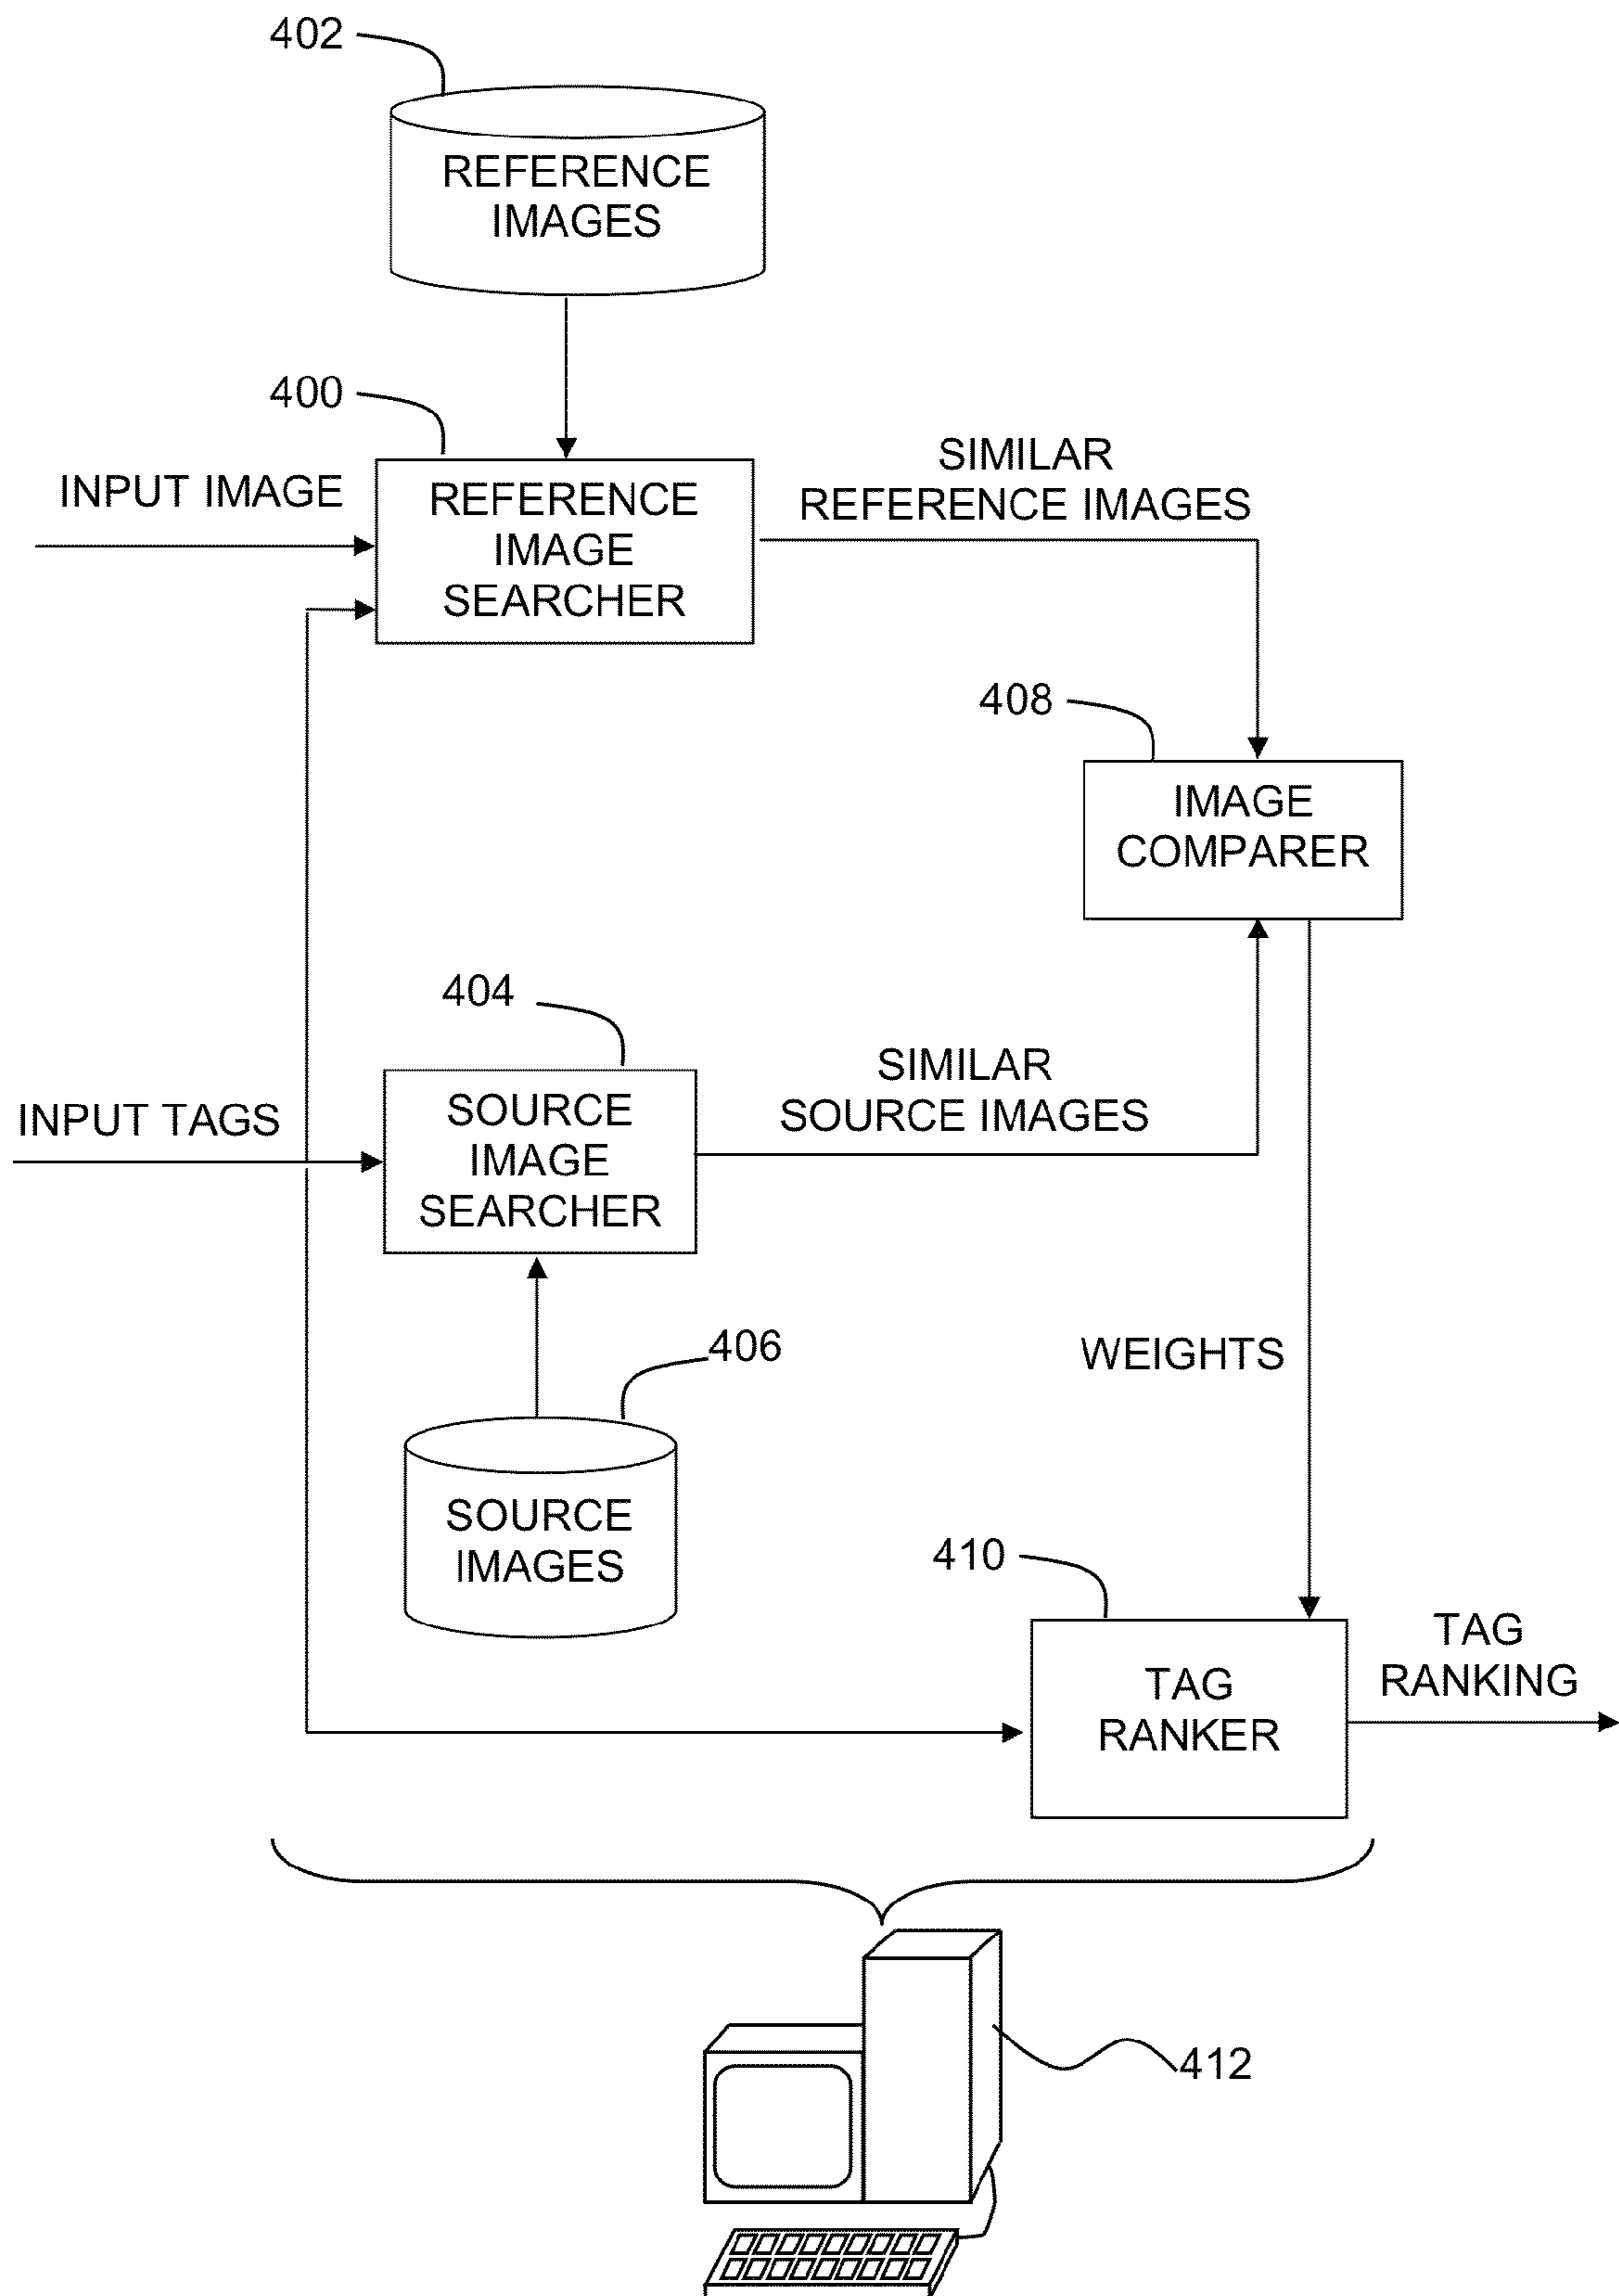 402
REFERENCE
IMAGES
400
INPUT IMAGE
REFERENCE
IMAGE
SEARCHER
SIMILAR
REFERENCE IMAGES
408
IMAGE
COMPARER
404
INPUT TAGS
SOURCE
IMAGE
SEARCHER
SIMILAR
SOURCE IMAGES
406
WEIGHTS
SOURCE
IMAGES
410
TAG
RANKER
TAG
RANKING
412